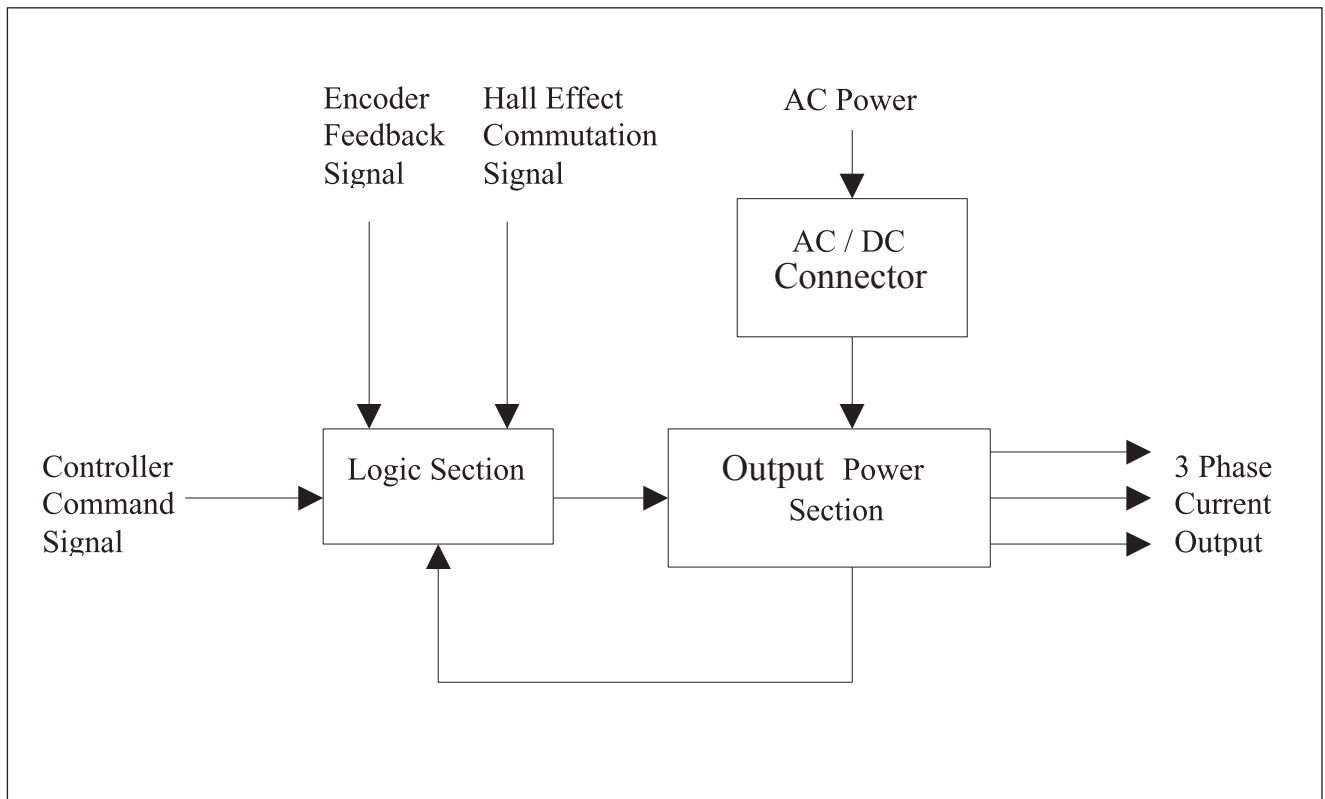 Encoder
Feedback
Signal
Hall Effect
Commutation
Signal
AC Power
AC / DC
Connector
Controller
Command
Signal
Logic Section
Output Power
Section
3 Phase
Current
Output